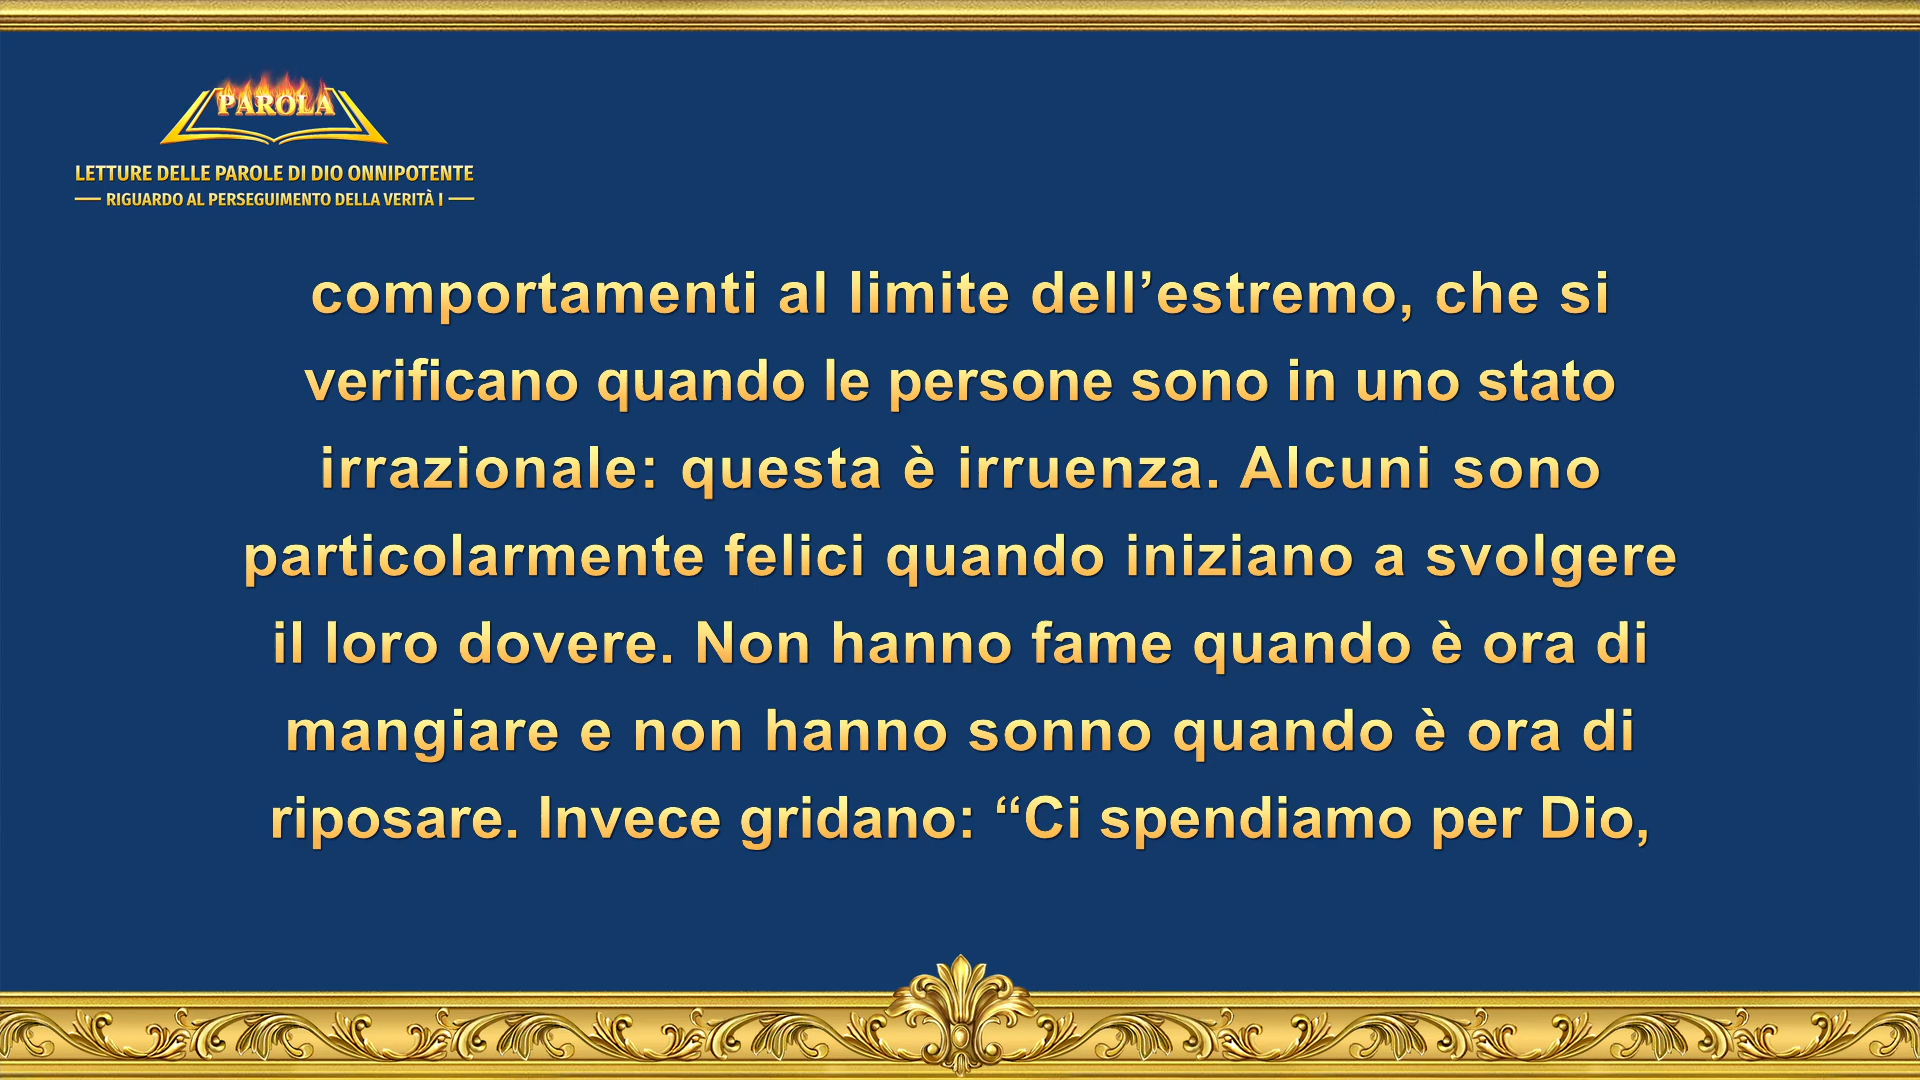 PAROLA
LETTURE DELLE PAROLE DI DIO ONNIPOTENTE
RIGUARDO AL PERSEGUIMENTO DELLA VERITÀ I
comportamenti al limite dell’estremo, che si
verificano quando le persone sono in uno stato
irrazionale: questa è irruenza. Alcuni sono
particolarmente felici quando iniziano a svolgere
il loro dovere. Non hanno fame quando è ora di
mangiare e non hanno sonno quando è ora di
riposare. Invece gridano: “Ci spendiamo per Dio,